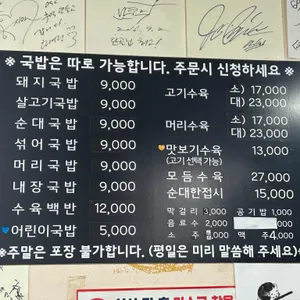 ※ 국밥은 따로 가능합니다. 주문시 신청하세요 ※
돼지국밥 9,000
살고기국밥 9,000
순대국밥 9,000
섞어국밥 9,000
머리국밥 9,000
내장국밥 9,000
수육백반 12,000
♥어린이국밥 5,000
고기수육 소) 17,000
대) 23,000
머리수육 소) 17,000
대) 23,000
♥맛보기수육 13,000
(고기 선택 가능)
모듬수육 27,000
순대한접시 15,000
막걸리 3,000 공기밥 1,000
음료수 2,000
소주 맥주 4,000
※주말은 포장 불가합니다. (평일은 미리 말씀해 주세요)※